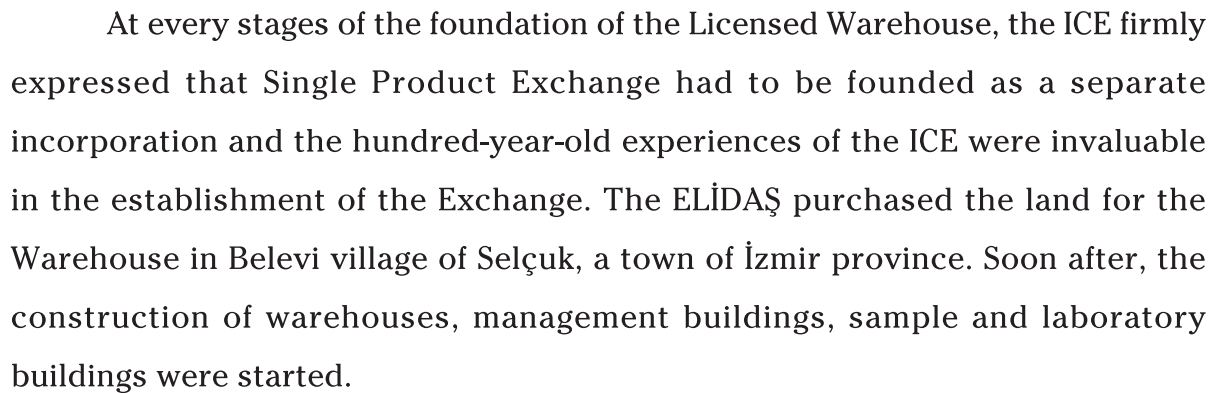 At every stages of the foundation of the Licensed Warehouse, the ICE firmly
expressed that Single Product Exchange had to be founded as a separate
incorporation and the hundred-year-old experiences of the ICE were invaluable
in the establishment of the Exchange. The ELİDAŞ purchased the land for the
Warehouse in Belevi village of Selçuk, a town of İzmir province. Soon after, the
construction of warehouses, management buildings, sample and laboratory
buildings were started.